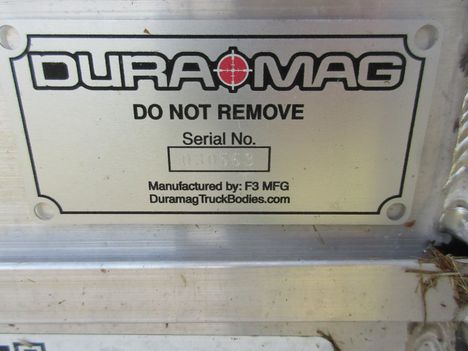 DURA MAG
DO NOT REMOVE
Serial No.
Manufactured by: F3 MFG
DuramagTruckBodies.com